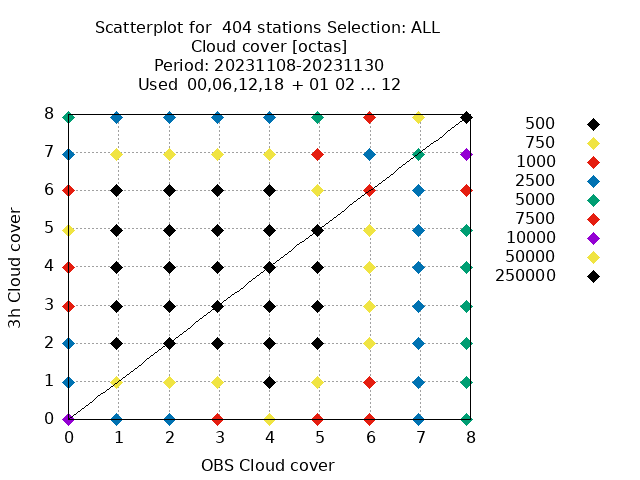 Scatterplot for  404 stations Selection: ALL
Cloud cover [octas]
Period: 20231108-20231130
Used  00,06,12,18  + 01 02 ... 12
3h Cloud cover
8
7
6
5
4
3
2
1
0
0 1 2 3 4 5 6 7 8
OBS Cloud cover
500
750
1000
2500
5000
7500
10000
50000
250000